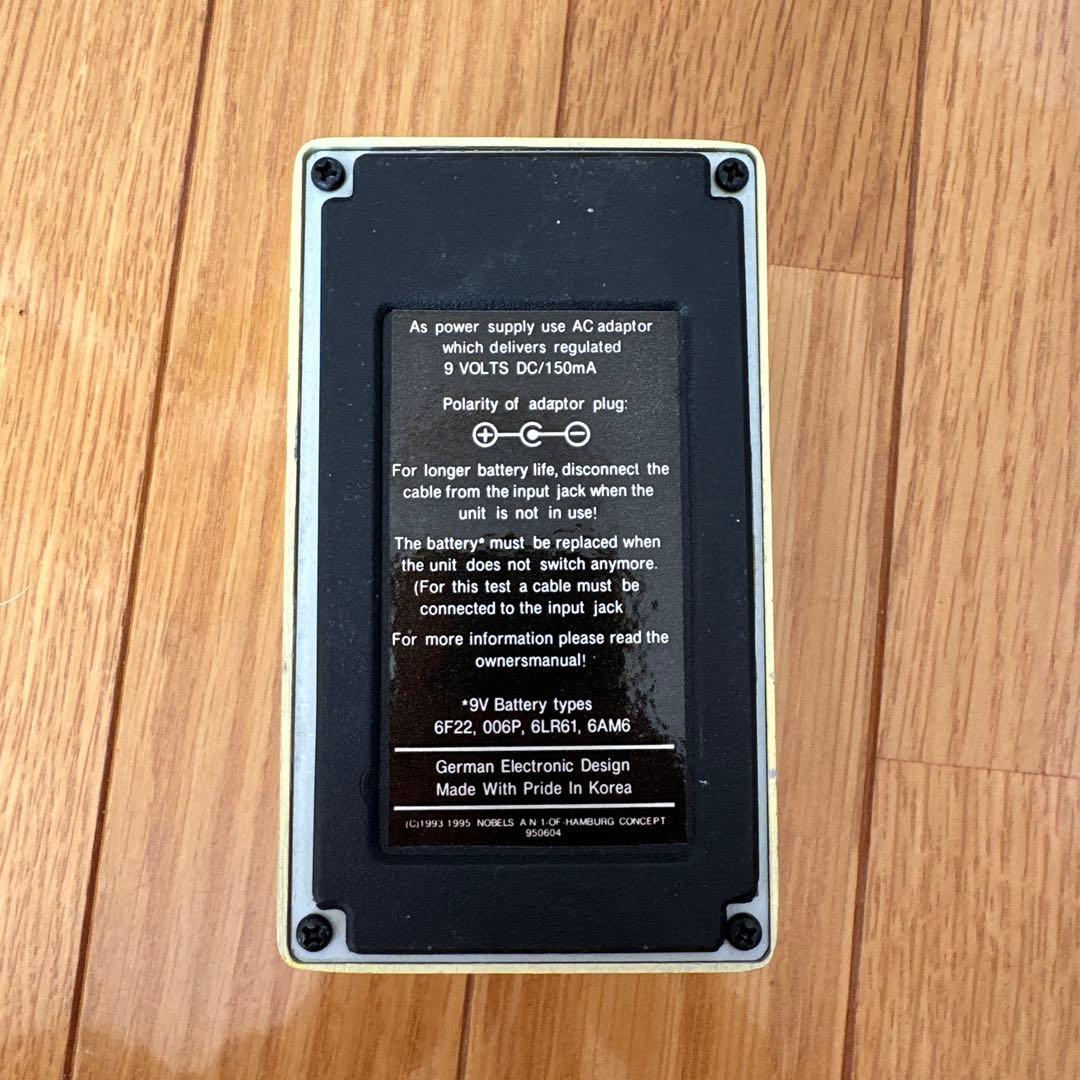 As power supply use AC adaptor
which delivers regulated
9 VOLTS DC/150mA
Polarity of adaptor plug:
For longer battery life, disconnect the
cable from the input jack when the
unit is not in use!
The battery* must be replaced when
the unit does not switch anymore.
(For this test a cable must be
connected to the input jack
For more information please read the
ownersmanual!
*9V Battery types
6F22, 006P, 6LR61, 6AM6
German Electronic Design
Made With Pride In Korea
(C)1993 1995 NOBELS A N 1-OF-HAMBURG CONCEPT
950604